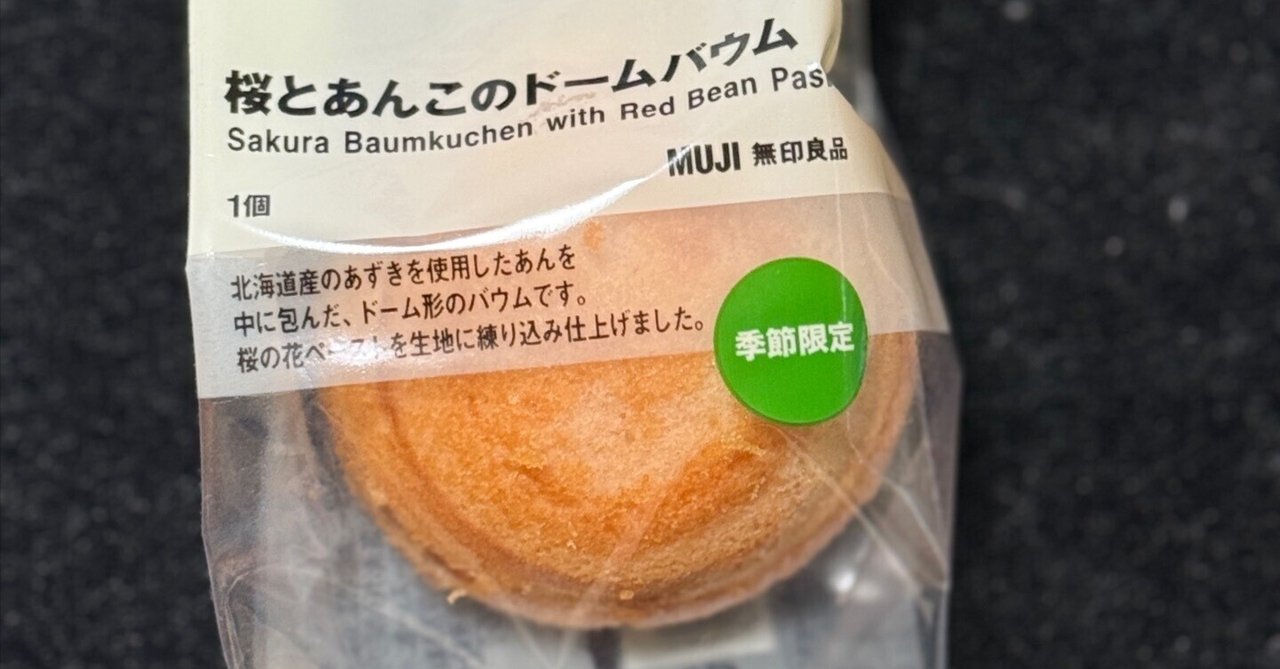 桜とあんこのドームバウム
Sakura Baumkuchen with Red Bean Pas
MUJI 無印良品
1個
北海道産のあずきを使用したあんを
中に包んだ、ドーム形のバウムです。
桜の花ペーストを生地に練り込み仕上げました。
季節限定